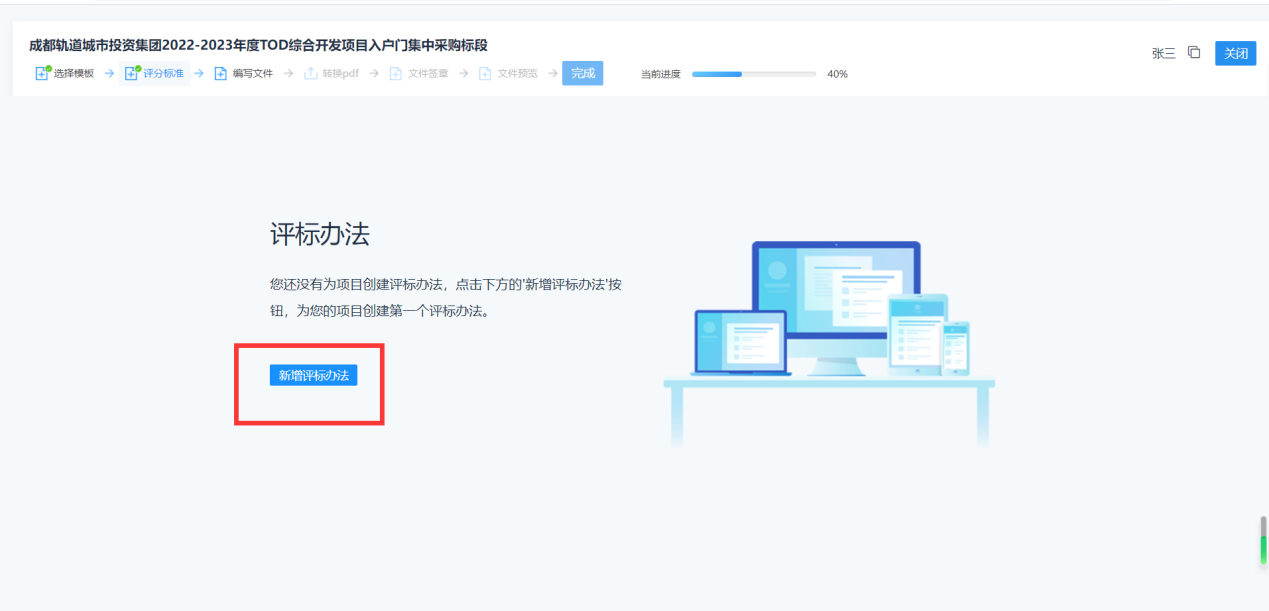 成都轨道城市投资集团2022-2023年度TOD综合开发项目入户门集中采购标段
张三 关闭
选择模板 评分标准 编写文件 转换pdf 文件签章 文件预览 完成 当前进度 40%
评标办法
您还没有为项目创建评标办法，点击下方的'新增评标办法'按
钮，为您的项目创建第一个评标办法。
新增评标办法